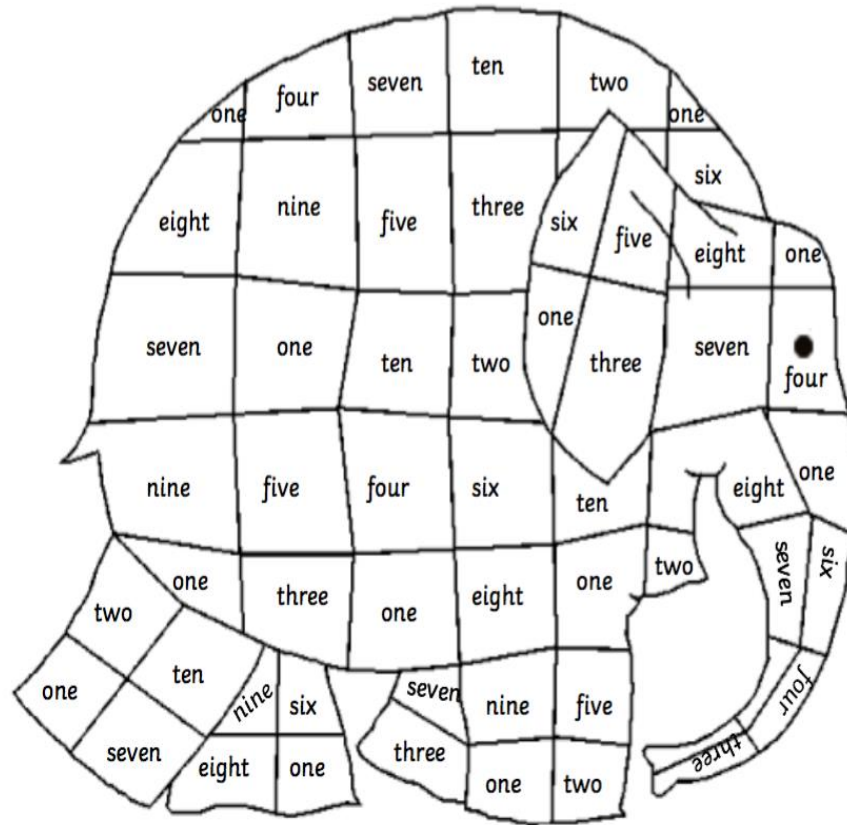 one four seven ten two one
eight nine five three six five six
eight one
seven one ten two one three seven four
nine five four six ten eight one
one three one eight one two seven six
two ten one seven
nine six eight one
seven nine five
three one two
four
three